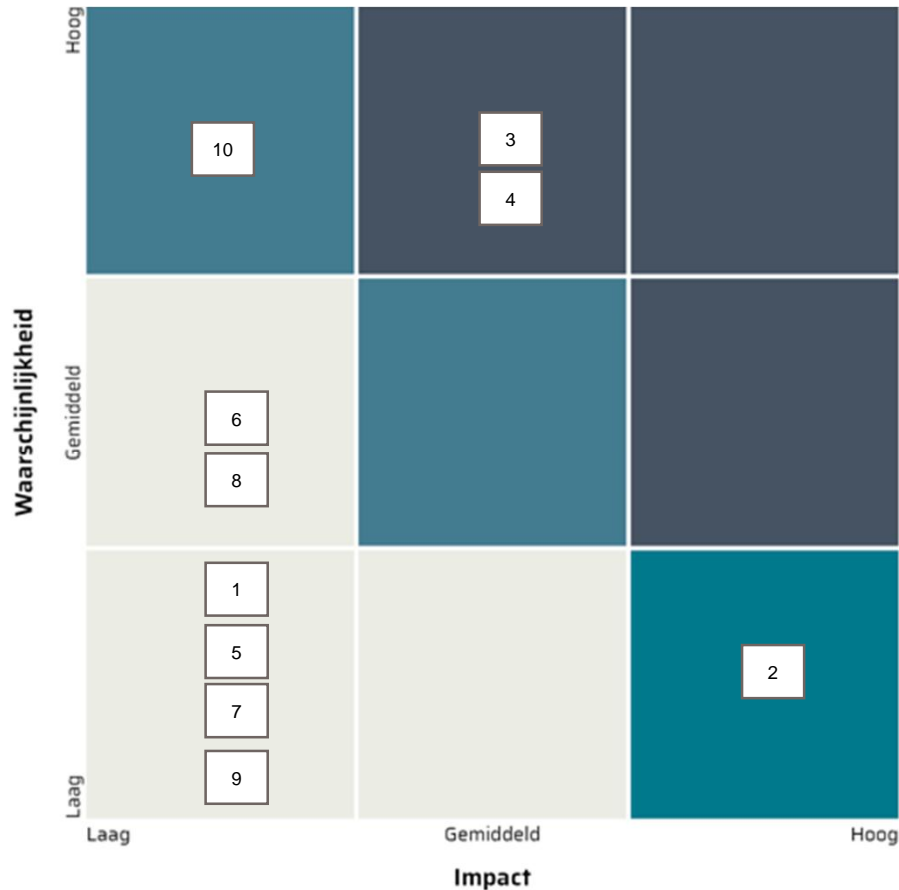 Hoog
10
3
4
Waarschijnlijkheid
Gemiddeld
6
8
1
5
7
9
2
Laag
Laag
Gemiddeld
Hoog
Impact